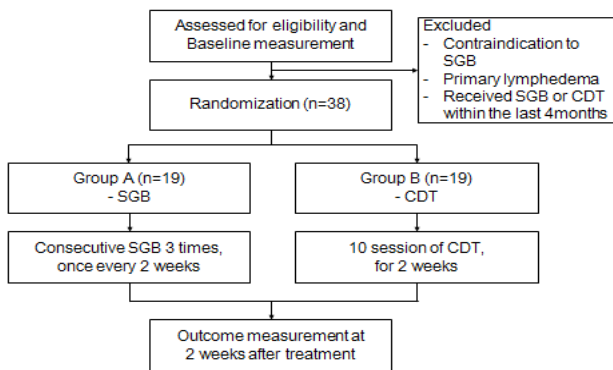 Assessed for eligibility and
Baseline measurement
Excluded
- Contraindication to
SGB
- Primary lymphedema
- Received SGB or CDT
within the last 4months
Randomization (n=38)
Group A (n=19)
- SGB
Group B (n=19)
- CDT
Consecutive SGB 3 times,
once every 2 weeks
10 session of CDT,
for 2 weeks
Outcome measurement at
2 weeks after treatment